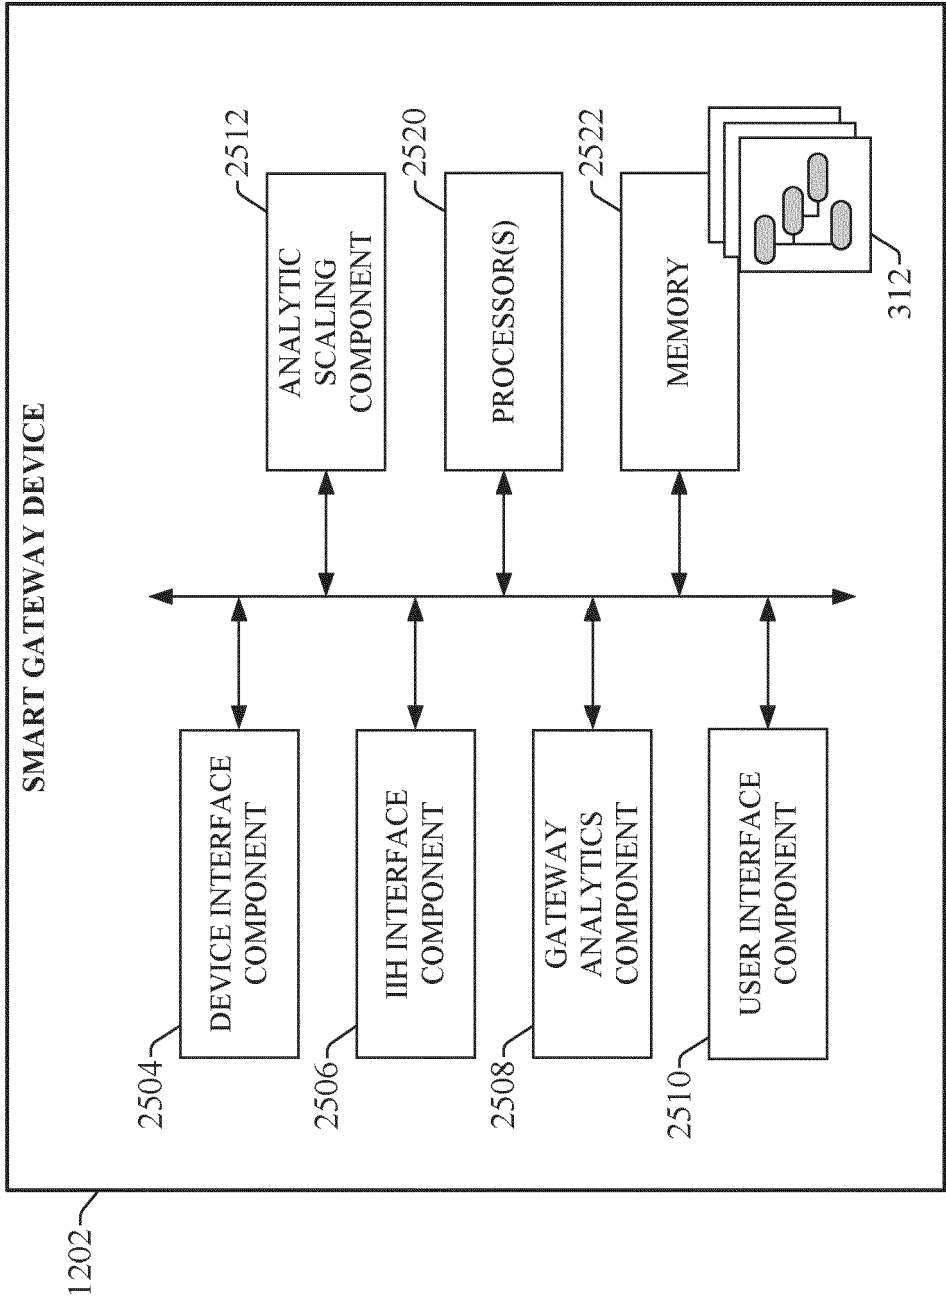 SMART GATEWAY DEVICE
1202
2504
DEVICE INTERFACE
COMPONENT
2506
IIH INTERFACE
COMPONENT
2508
GATEWAY
ANALYTICS
COMPONENT
2510
USER INTERFACE
COMPONENT
2512
ANALYTIC
SCALING
COMPONENT
2520
PROCESSOR(S)
2522
MEMORY
312